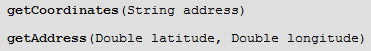 getCoordinates(String address)
getAddress(Double latitude, Double longitude)